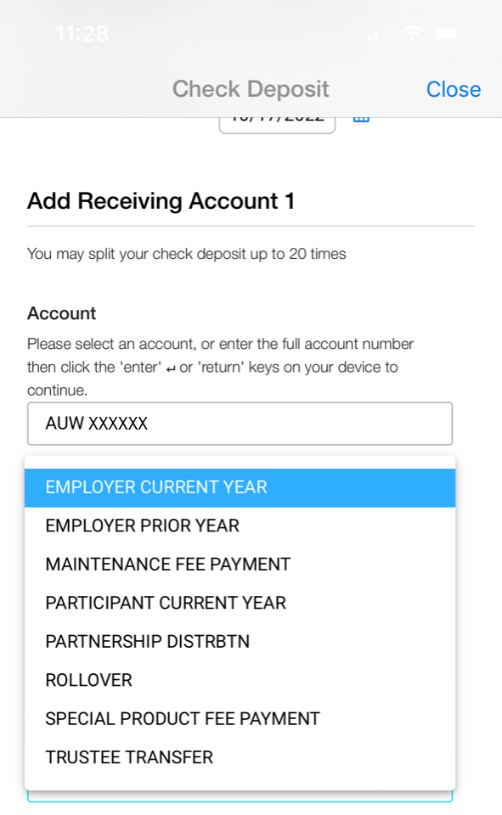 11:28
Check Deposit
Close
10/17/2022
Add Receiving Account 1
You may split your check deposit up to 20 times
Account
Please select an account, or enter the full account number
then click the 'enter' ↵ or 'return' keys on your device to
continue.
AUW XXXXXX
EMPLOYER CURRENT YEAR
EMPLOYER PRIOR YEAR
MAINTENANCE FEE PAYMENT
PARTICIPANT CURRENT YEAR
PARTNERSHIP DISTRBTN
ROLLOVER
SPECIAL PRODUCT FEE PAYMENT
TRUSTEE TRANSFER